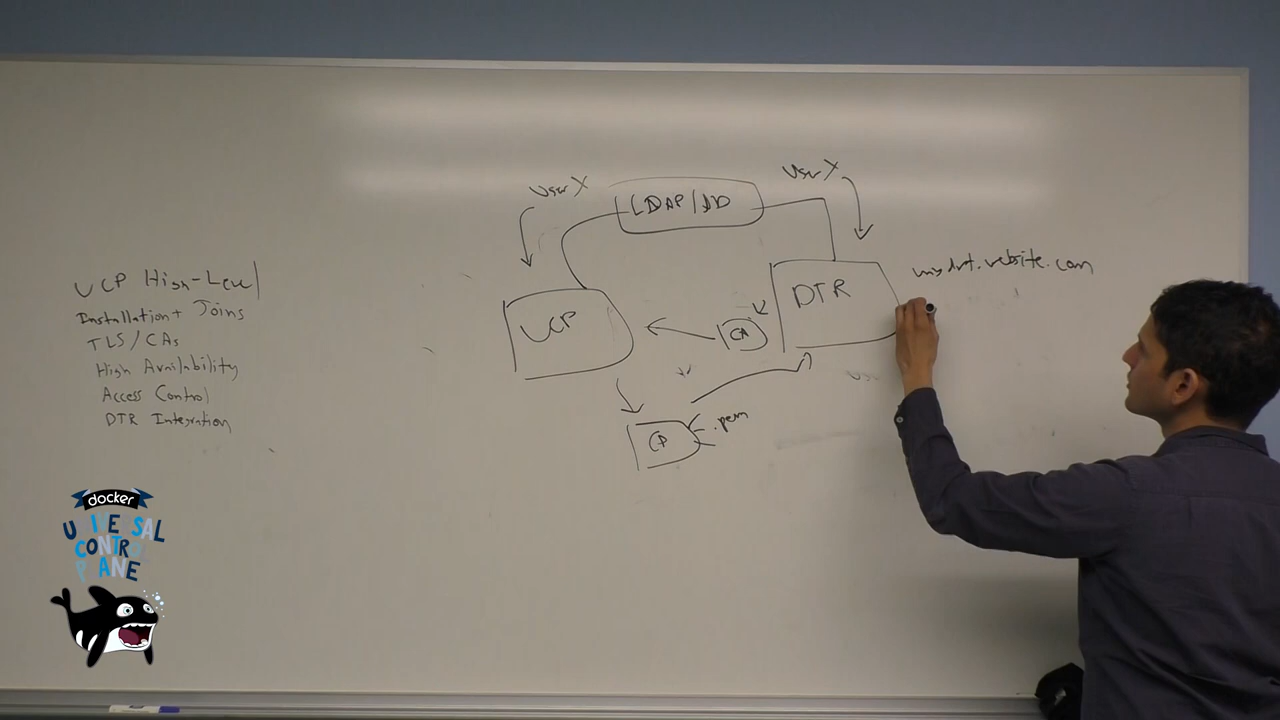 UCP High-Level
Installation + Joins
TLS/CAs
High Availability
Access Control
DTR Integration
docker
UNIVERSAL
CONTROL
PLANE
User X
LDAP/AD
User X
UCP
CA
DTR
CP
.pem